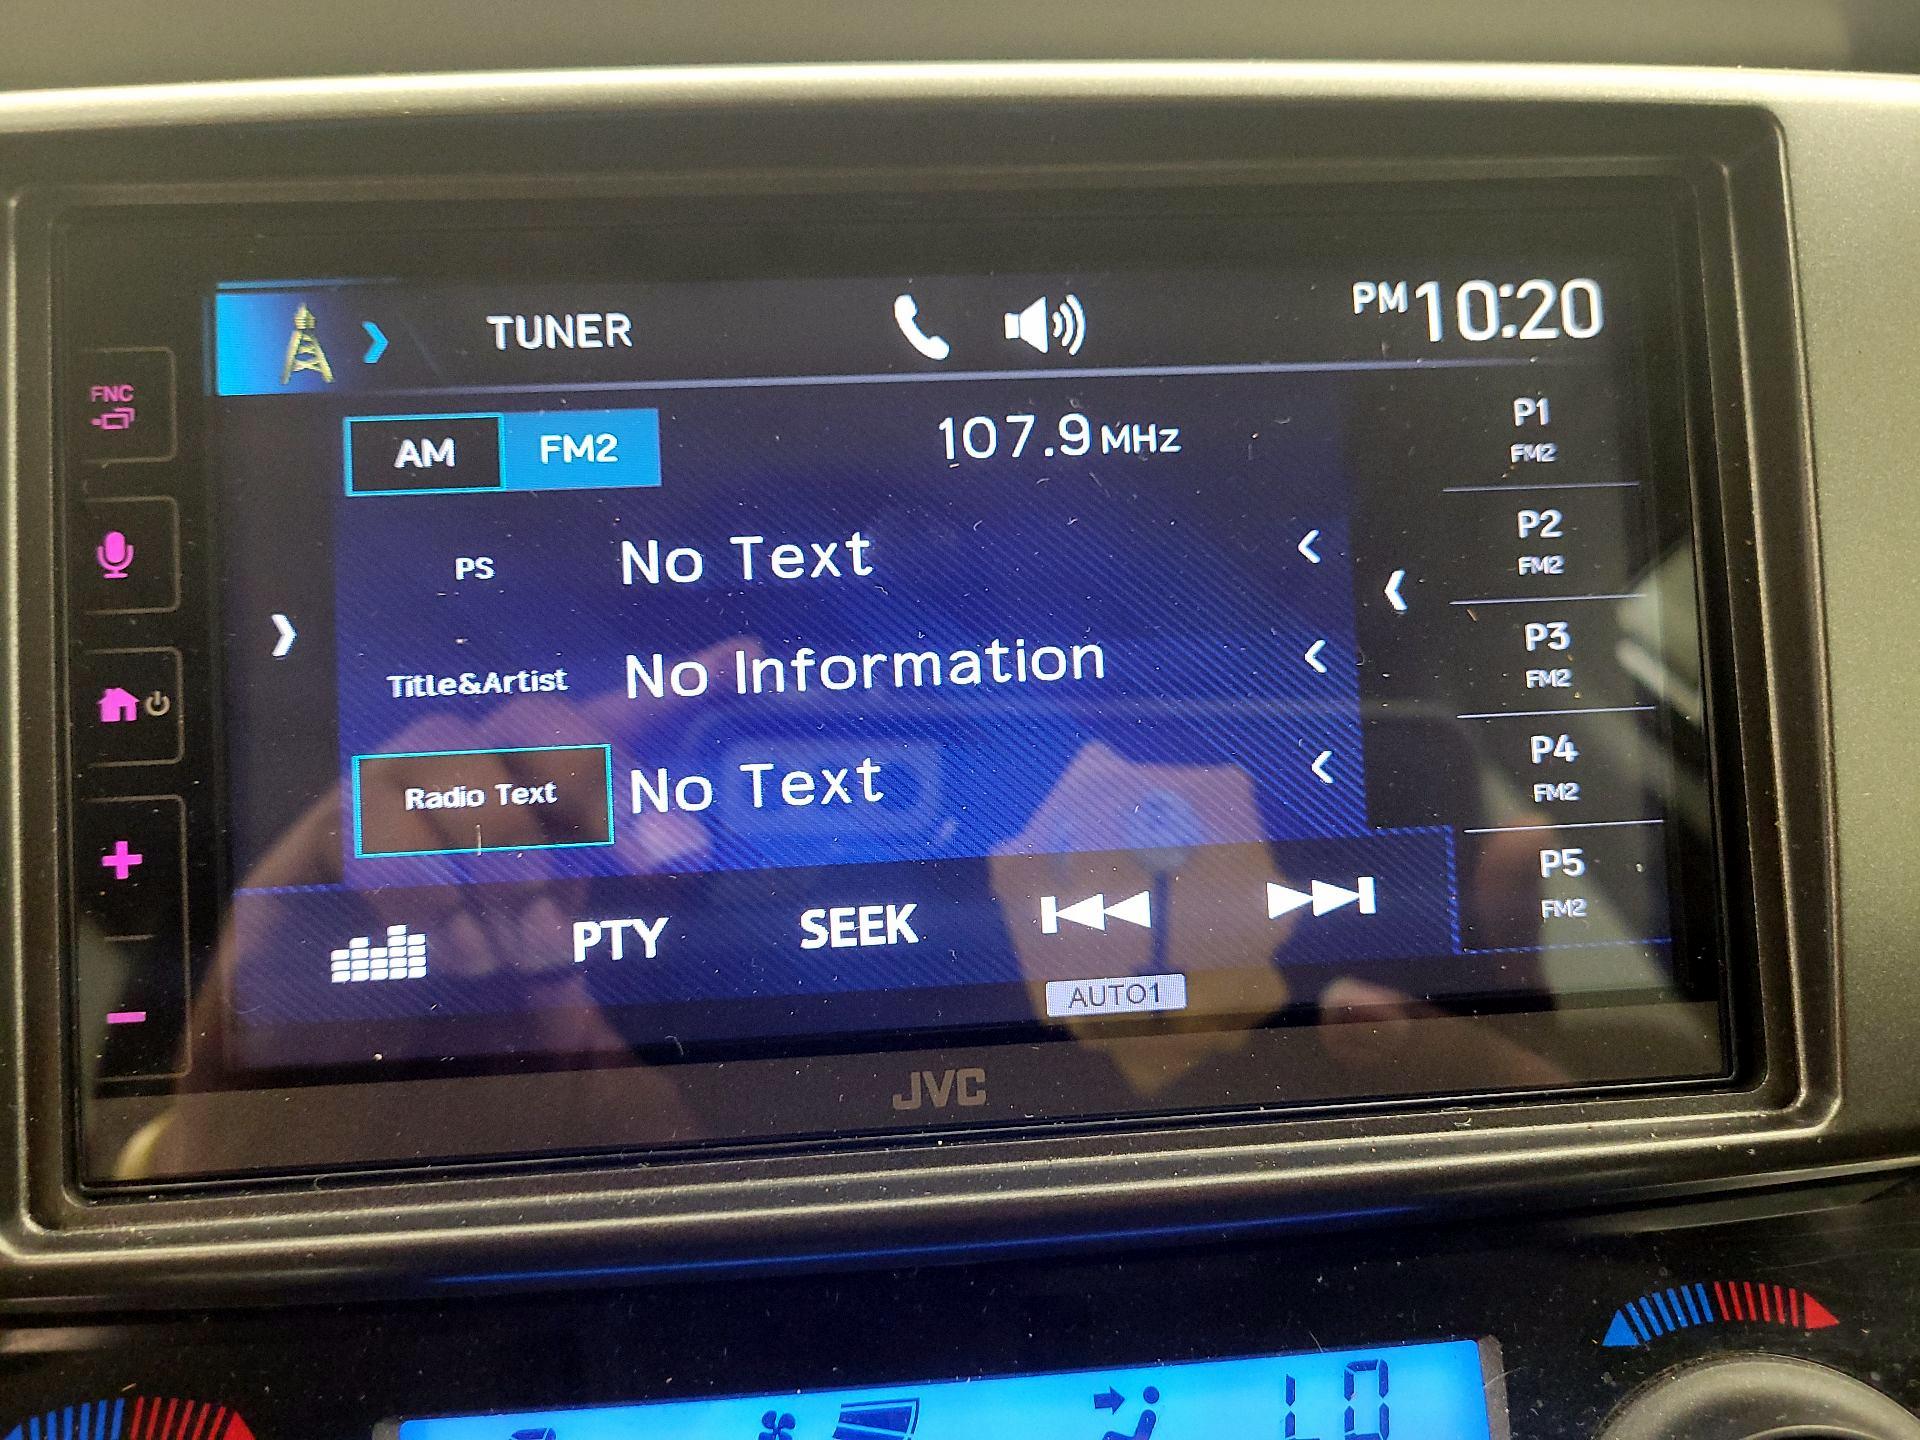 TUNER
PM 10:20
FNC
AM
FM2
107.9 MHz
P1
FM2
PS
No Text
P2
FM2
Title&Artist
No Information
P3
FM2
Radio Text
No Text
P4
FM2
P5
FM2
PTY
SEEK
AUTO1
JVC
LO